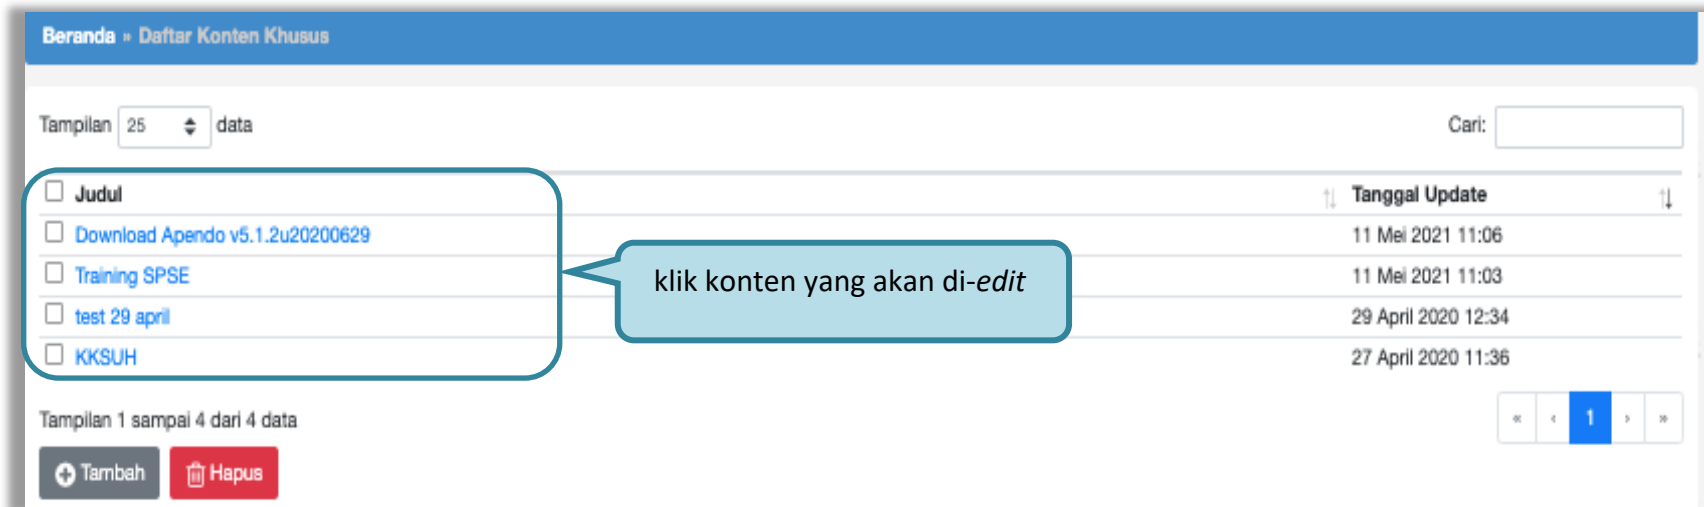 Beranda » Daftar Konten Khusus
Tampilan 25 data
Cari:
Judul Tanggal Update
Download Apendo v5.1.2u20200629 11 Mei 2021 11:06
Training SPSE 11 Mei 2021 11:03
test 29 april 29 April 2020 12:34
KKSUH 27 April 2020 11:36
klik konten yang akan di-edit
Tampilan 1 sampai 4 dari 4 data
« ‹ 1 › »
Tambah Hapus